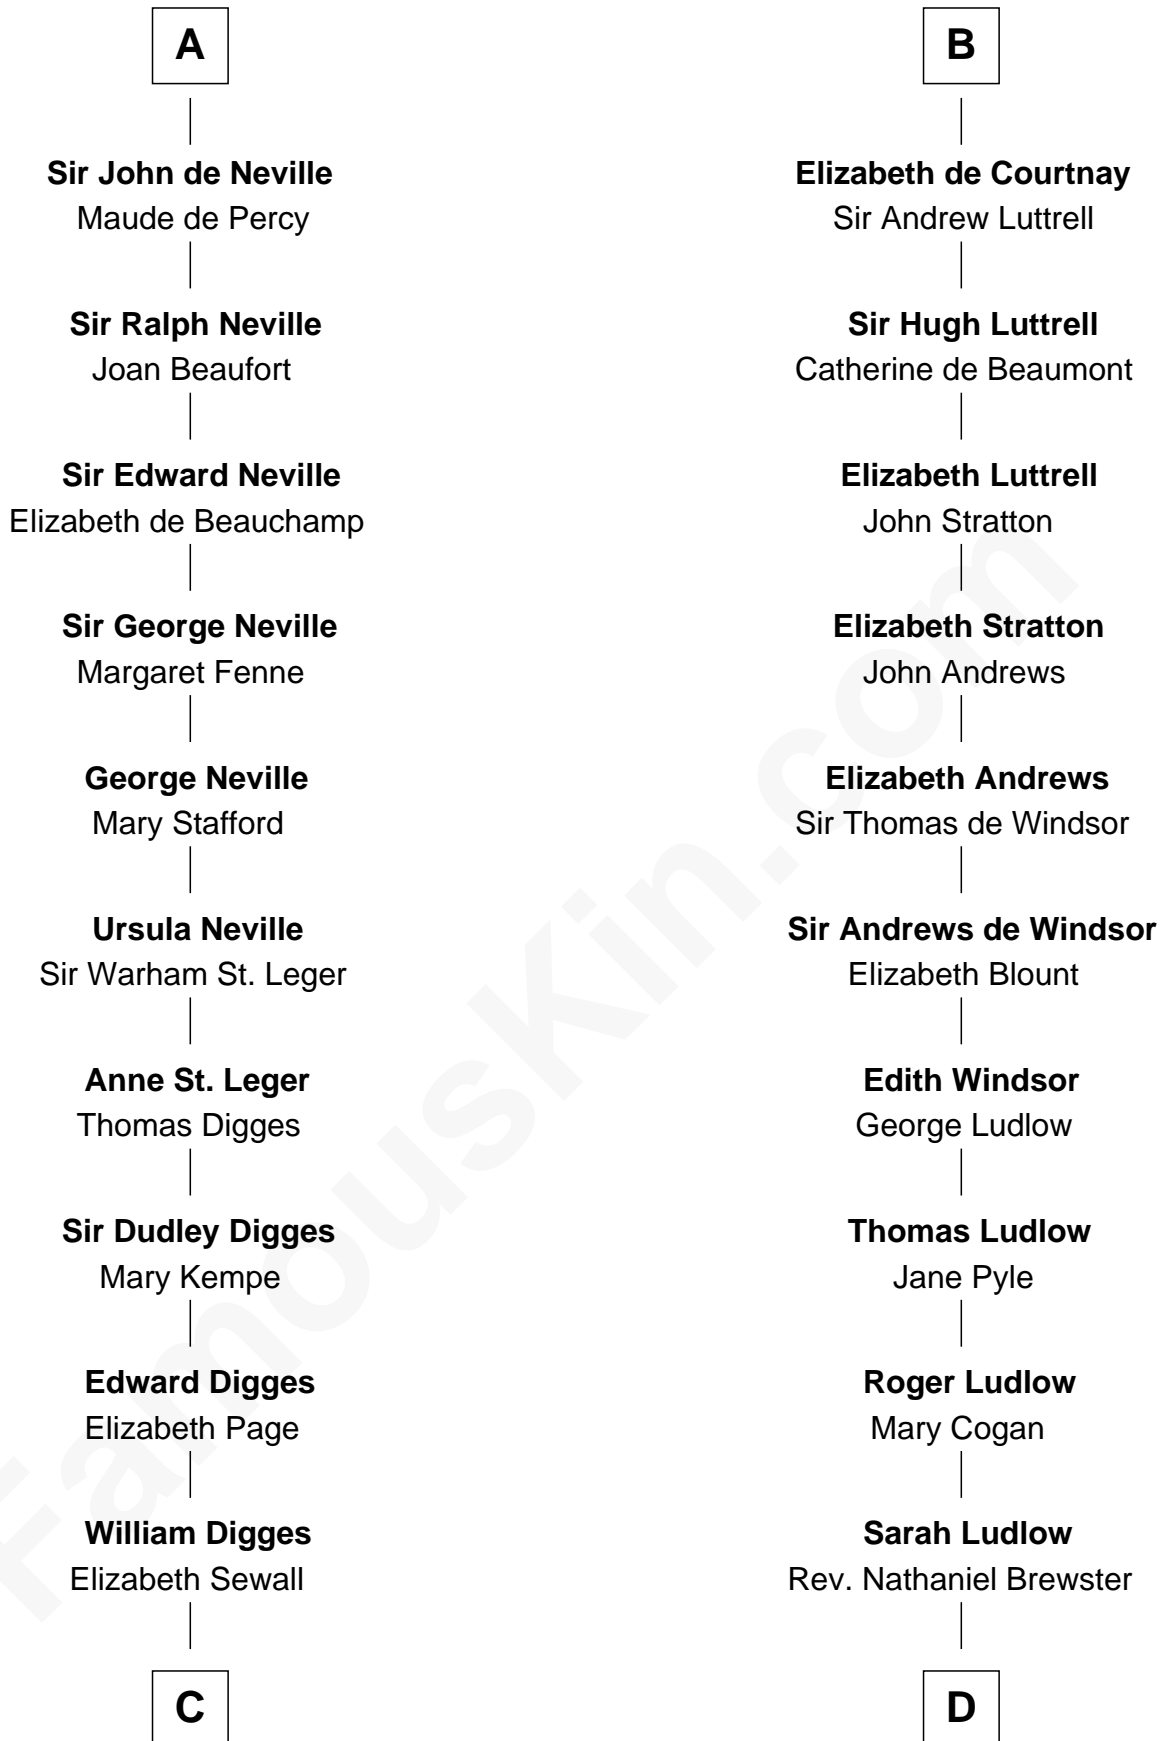 A
Sir John de Neville
Maude de Percy
Sir Ralph Neville
Joan Beaufort
Sir Edward Neville
Elizabeth de Beauchamp
Sir George Neville
Margaret Fenne
George Neville
Mary Stafford
Ursula Neville
Sir Warham St. Leger
Anne St. Leger
Thomas Digges
Sir Dudley Digges
Mary Kempe
Edward Digges
Elizabeth Page
William Digges
Elizabeth Sewall
C
B
Elizabeth de Courtnay
Sir Andrew Luttrell
Sir Hugh Luttrell
Catherine de Beaumont
Elizabeth Luttrell
John Stratton
Elizabeth Stratton
John Andrews
Elizabeth Andrews
Sir Thomas de Windsor
Sir Andrews de Windsor
Elizabeth Blount
Edith Windsor
George Ludlow
Thomas Ludlow
Jane Pyle
Roger Ludlow
Mary Cogan
Sarah Ludlow
Rev. Nathaniel Brewster
D
FamousKin.com